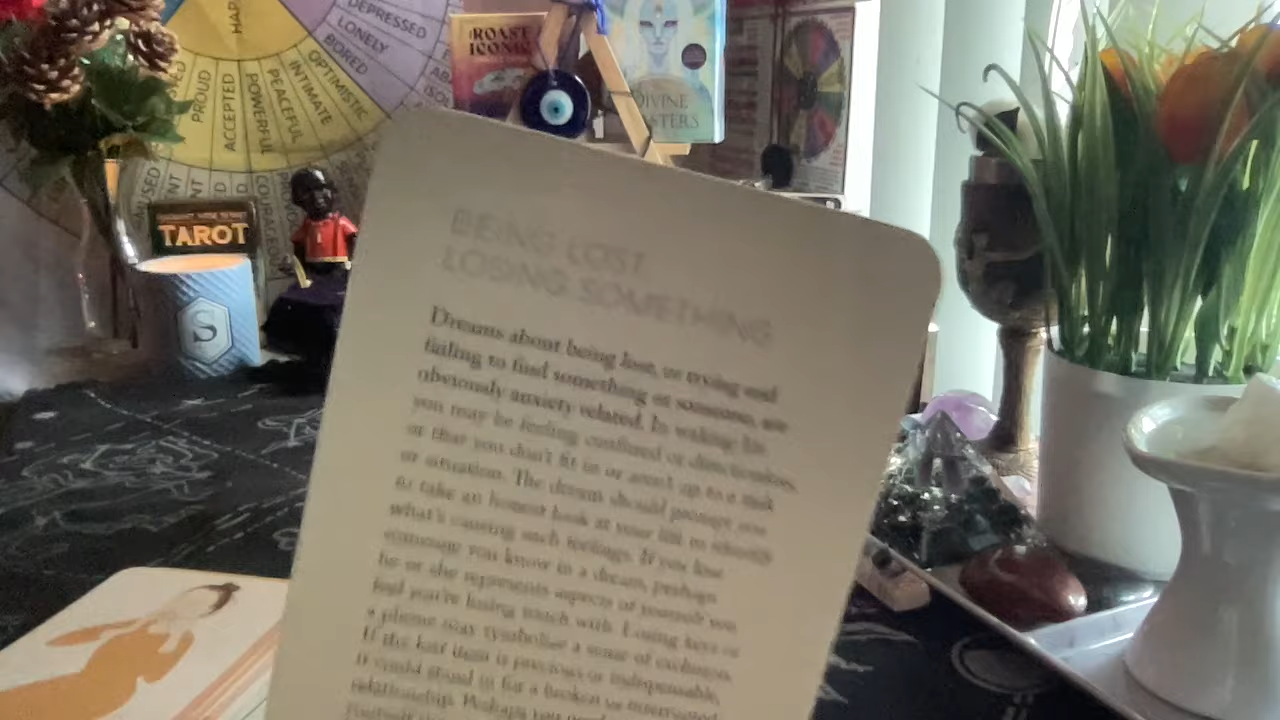 HAP
DEPRESSED
LONELY
BORED
OPTIMISTIC
INTIMATE
PEACEFUL
POWERFUL
ACCEPTED
PROUD
ROAST
ICONIC
DIVINE
TAROT
S
BEING LOST
LOSING SOMETHING
Dreams about being lost, or trying and
failing to find something or someone, are
obviously anxiety related. In waking life
you may be feeling confused or directionless,
or that you don't fit in or aren't up to a task
or situation. The dream should prompt you
to take an honest look at your life to identify
what's causing such feelings. If you lose
someone you know in a dream, perhaps
he or she represents aspects of yourself you
feel you're losing touch with. Losing keys or
a phone may symbolise a sense of exclusion.
If the lost item is precious or indispensable,
it could stand in for a broken or interrupted
relationship. Perhaps you need